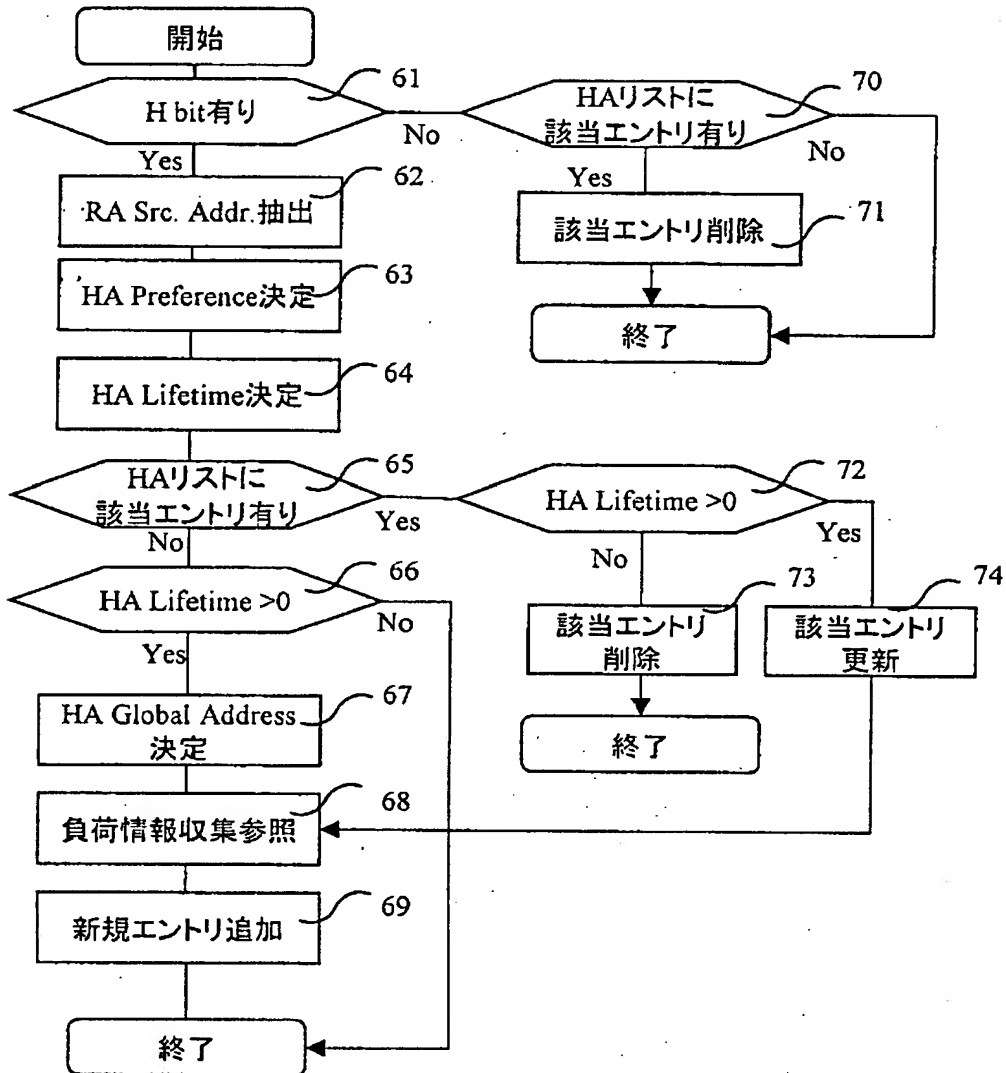 開始
61
H bit有り
No
Yes
70
HAリストに
該当エントリ有り
No
Yes
62
RA Src. Addr.抽出
71
該当エントリ削除
63
HA Preference決定
終了
64
HA Lifetime決定
65
HAリストに
該当エントリ有り
Yes
No
72
HA Lifetime >0
Yes
No
66
HA Lifetime >0
No
Yes
73
該当エントリ
削除
74
該当エントリ
更新
67
HA Global Address
決定
終了
68
負荷情報収集参照
69
新規エントリ追加
終了